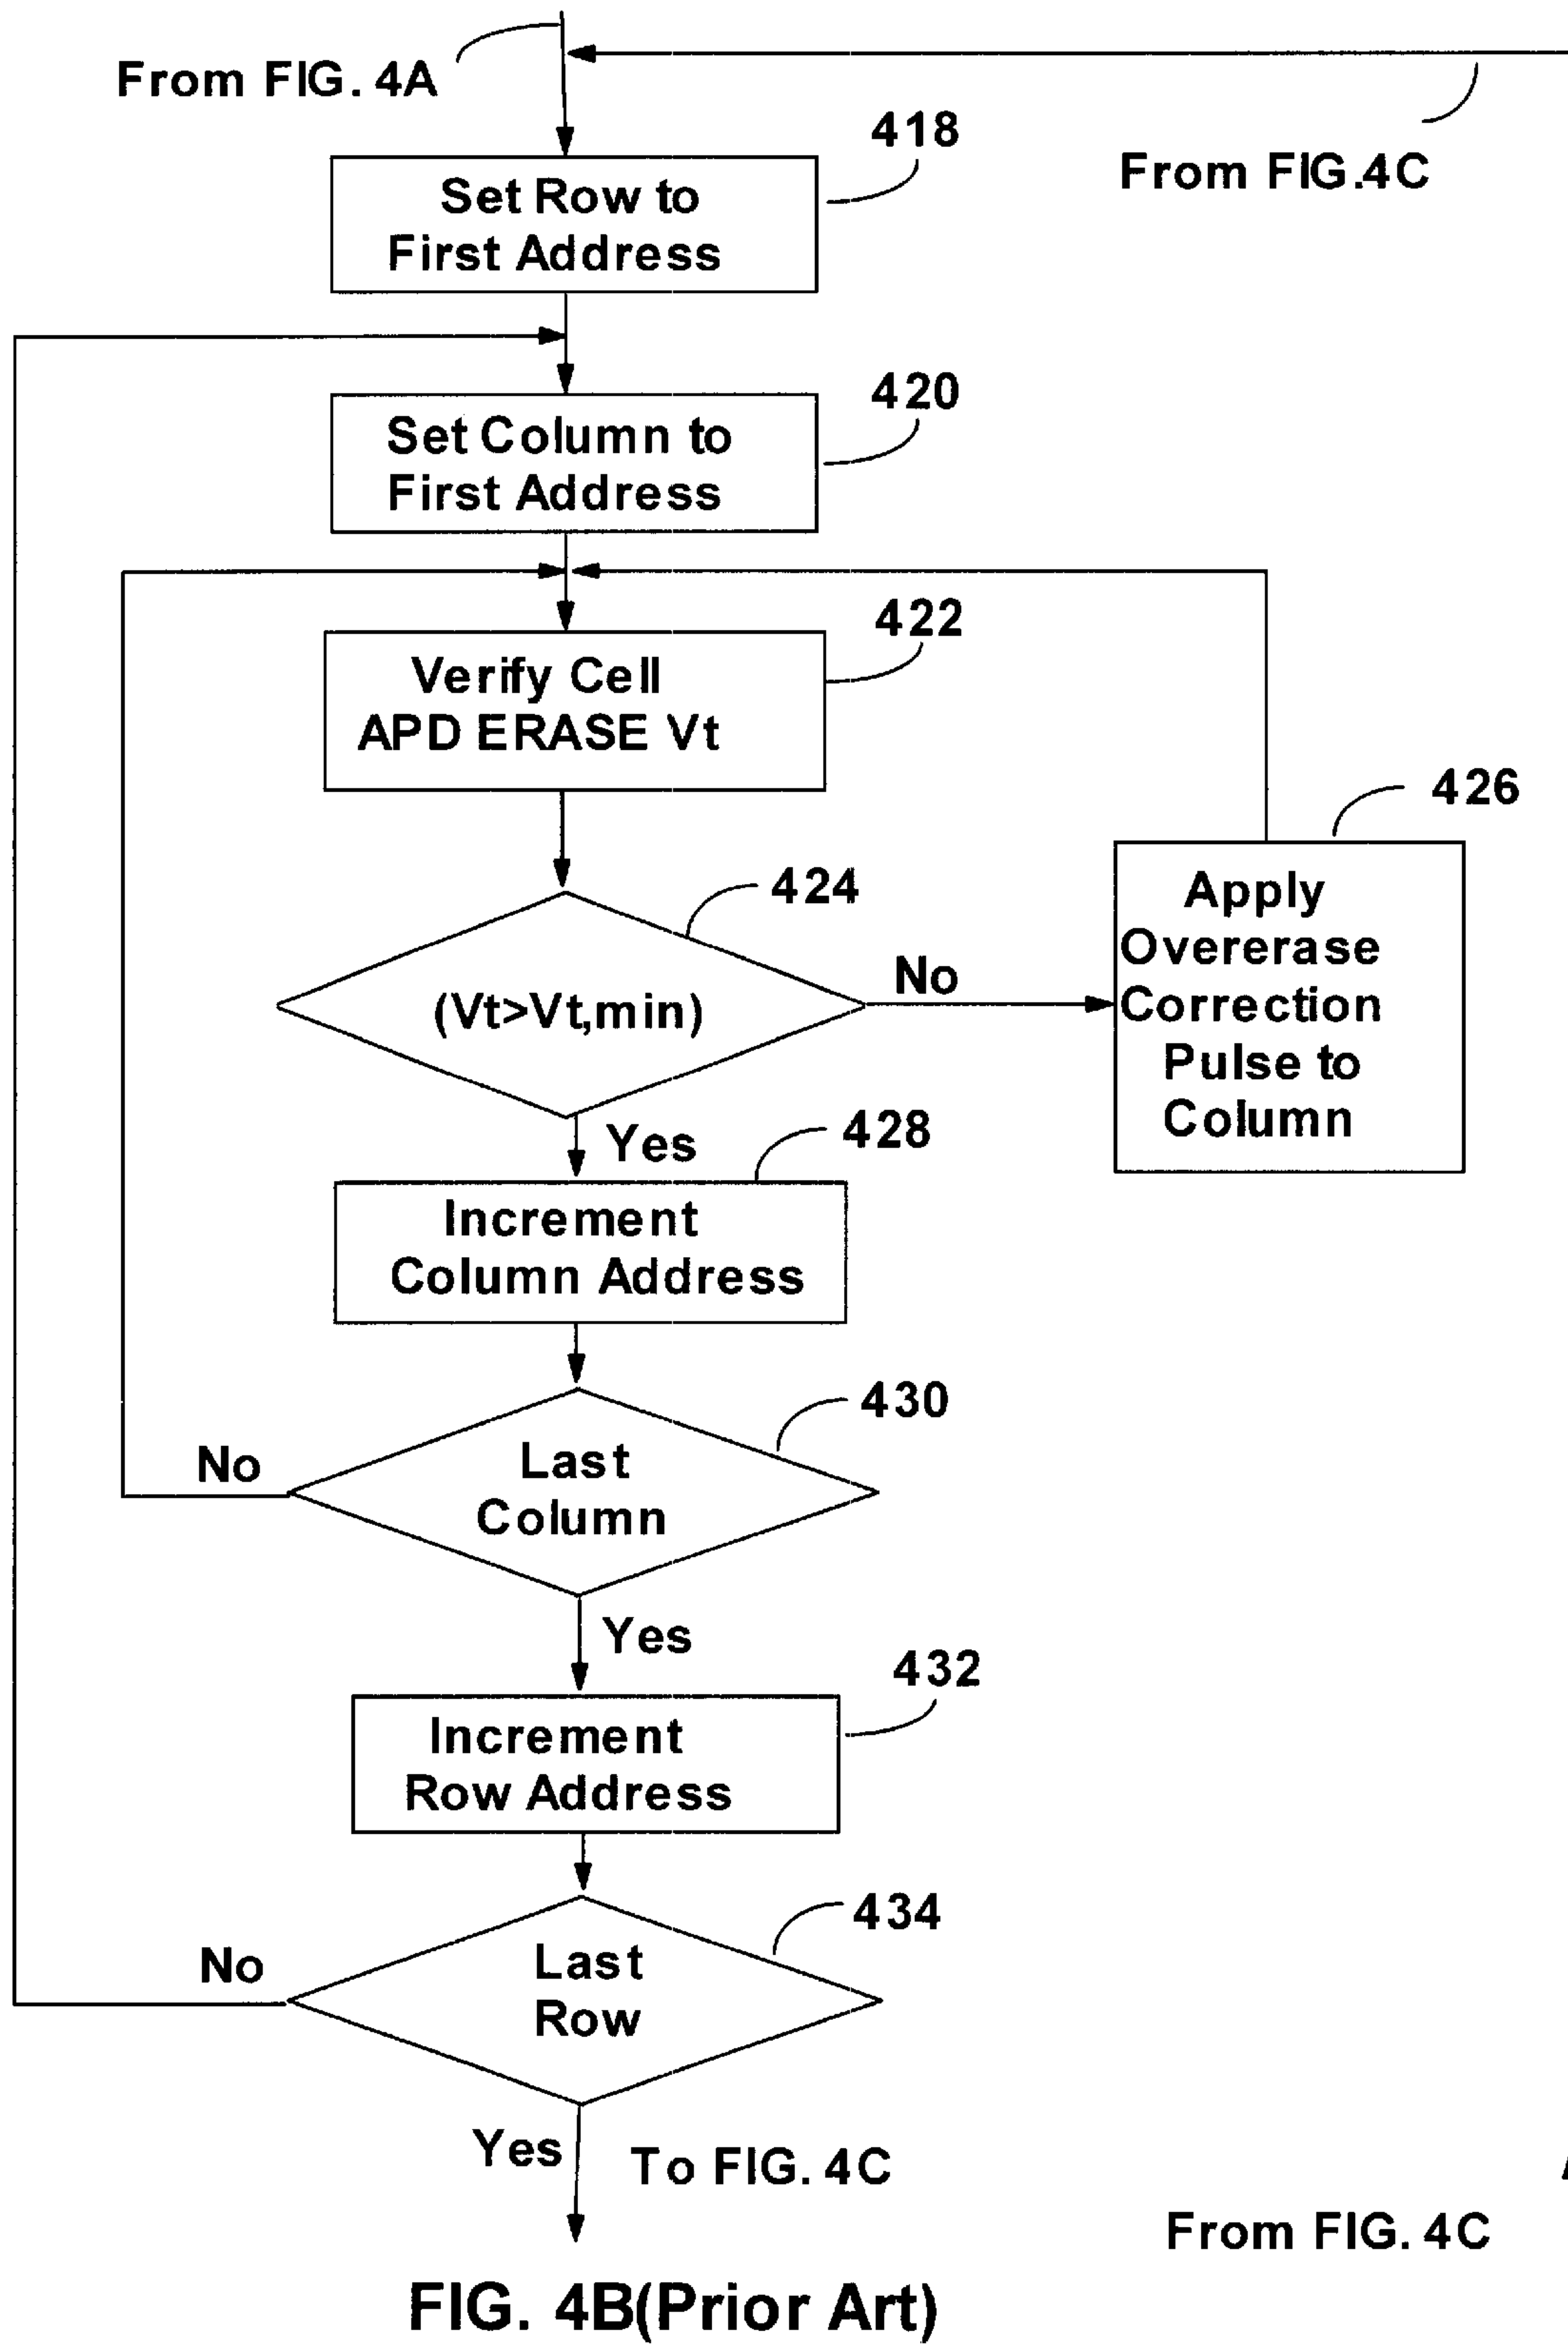 From FIG. 4A
418
From FIG.4C
Set Row to
First Address
420
Set Column to
First Address
422
Verify Cell
APD ERASE Vt
426
424
Apply
Overerase
Correction
Pulse to
Column
No
(Vt>Vt,min)
Yes
428
Increment
Column Address
430
No
Last
Column
Yes
432
Increment
Row Address
434
No
Last
Row
Yes
To FIG. 4C
From FIG. 4C
FIG. 4B(Prior Art)